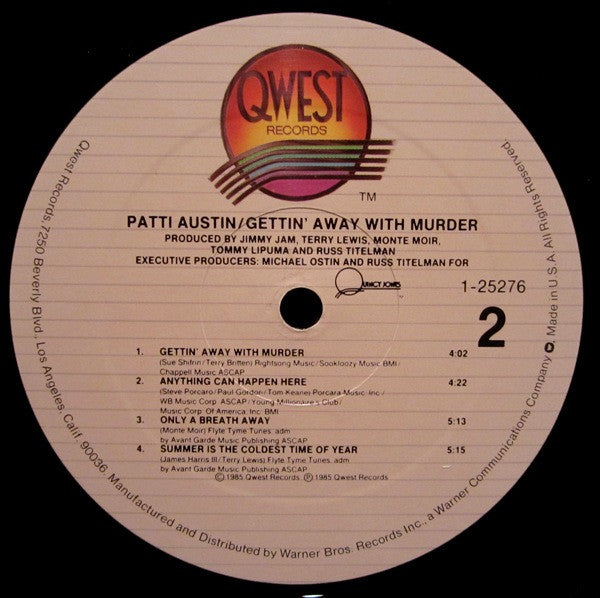 QWEST
RECORDS
TM
PATTI AUSTIN/GETTIN' AWAY WITH MURDER
PRODUCED BY JIMMY JAM, TERRY LEWIS, MONTE MOIR,
TOMMY LIPUMA AND RUSS TITELMAN
EXECUTIVE PRODUCERS: MICHAEL OSTIN AND RUSS TITELMAN FOR
QUINCY JONES
1-25276
2
1. GETTIN' AWAY WITH MURDER 4:02
(Sue Shifrin/Terry Britten) Rightsong Music/Sookloozy Music BMI/
Chappell Music ASCAP
2. ANYTHING CAN HAPPEN HERE 4:22
(Steve Porcaro/Paul Gordon/Tom Keane) Porcara Music Inc./
WB Music Corp. ASCAP/Young Millionaire's Club/
Music Corp. Of America, Inc. BMI
3. ONLY A BREATH AWAY 5:13
(Monte Moir) Flyte Tyme Tunes, adm.
by Avant Garde Music Publishing ASCAP
4. SUMMER IS THE COLDEST TIME OF YEAR 5:15
(James Harris III/Terry Lewis) Flyte Tyme Tunes, adm.
by Avant Garde Music Publishing ASCAP
© 1985 Qwest Records. ℗ 1985 Qwest Records
Qwest Records, 7250 Beverly Blvd., Los Angeles, Calif. 90036, Manufactured and Distributed by Warner Bros. Records Inc., a Warner Communications Company Made in U.S.A. All Rights Reserved.